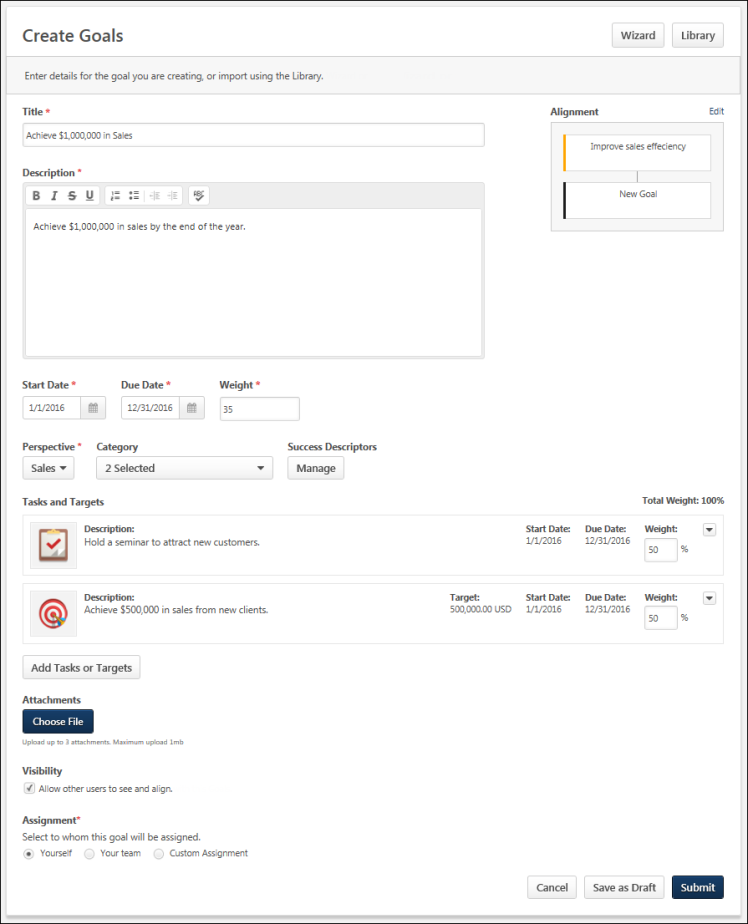 Create Goals
Wizard
Library
Enter details for the goal you are creating, or import using the Library.
Title *
Alignment
Edit
Achieve $1,000,000 in Sales
Improve sales effeciency
New Goal
Description *
B I S U
ABC
Achieve $1,000,000 in sales by the end of the year.
Start Date * Due Date * Weight *
1/1/2016 12/31/2016 35
Perspective * Category Success Descriptors
Sales 2 Selected Manage
Tasks and Targets
Total Weight: 100%
Description: Start Date: Due Date: Weight:
Hold a seminar to attract new customers. 1/1/2016 12/31/2016 50 %
Description: Target: Start Date: Due Date: Weight:
Achieve $500,000 in sales from new clients. 500,000.00 USD 1/1/2016 12/31/2016 50 %
Add Tasks or Targets
Attachments
Choose File
Upload up to 3 attachments. Maximum upload 1mb
Visibility
Allow other users to see and align.
Assignment*
Select to whom this goal will be assigned.
Yourself Your team Custom Assignment
Cancel Save as Draft Submit